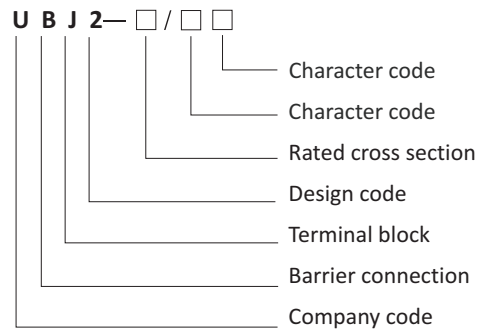 U B J 2— □ / □ □
Character code
Character code
Rated cross section
Design code
Terminal block
Barrier connection
Company code